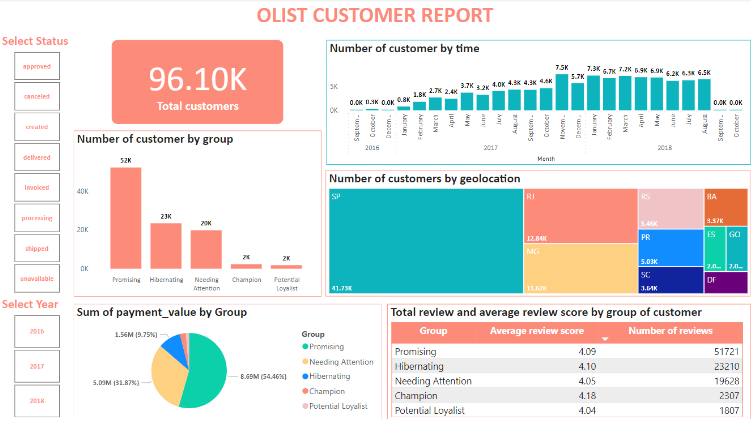 OLIST CUSTOMER REPORT
Select Status
approved
canceled
created
delivered
invoiced
processing
shipped
unavailable
Select Year
2016
2017
2018
96.10K
Total customers
Number of customer by time
5K
0K
0.0K 0.3K 0.0K 0.8K 1.8K 2.7K 2.4K 3.7K 3.2K 4.0K 4.3K 4.3K 4.6K 7.5K 5.7K 7.3K 6.7K 7.2K 6.9K 6.9K 6.2K 6.3K 6.5K 0.0K 0.0K
Septem... October Decem... January February March April May June July August Septem... October Novem... Decem... January February March April May June July August Septem... October
2016 2017 2018
Month
Number of customer by group
52K
23K
20K
2K
2K
40K
20K
0K
Promising Hibernating Needing Attention Champion Potential Loyalist
Number of customers by geolocation
SP
41.73K
RJ
12.84K
MG
RS
5.46K
PR
5.03K
SC
3.64K
BA
3.37K
ES
2.0...
GO
2.0...
DF
Sum of payment_value by Group
1.56M (9.75%)
5.09M (31.87%)
8.69M (54.46%)
Group
Promising
Needing Attention
Hibernating
Champion
Potential Loyalist
Total review and average review score by group of customer
Group Average review score Number of reviews
Promising 4.09 51721
Hibernating 4.10 23210
Needing Attention 4.05 19628
Champion 4.18 2307
Potential Loyalist 4.04 1807